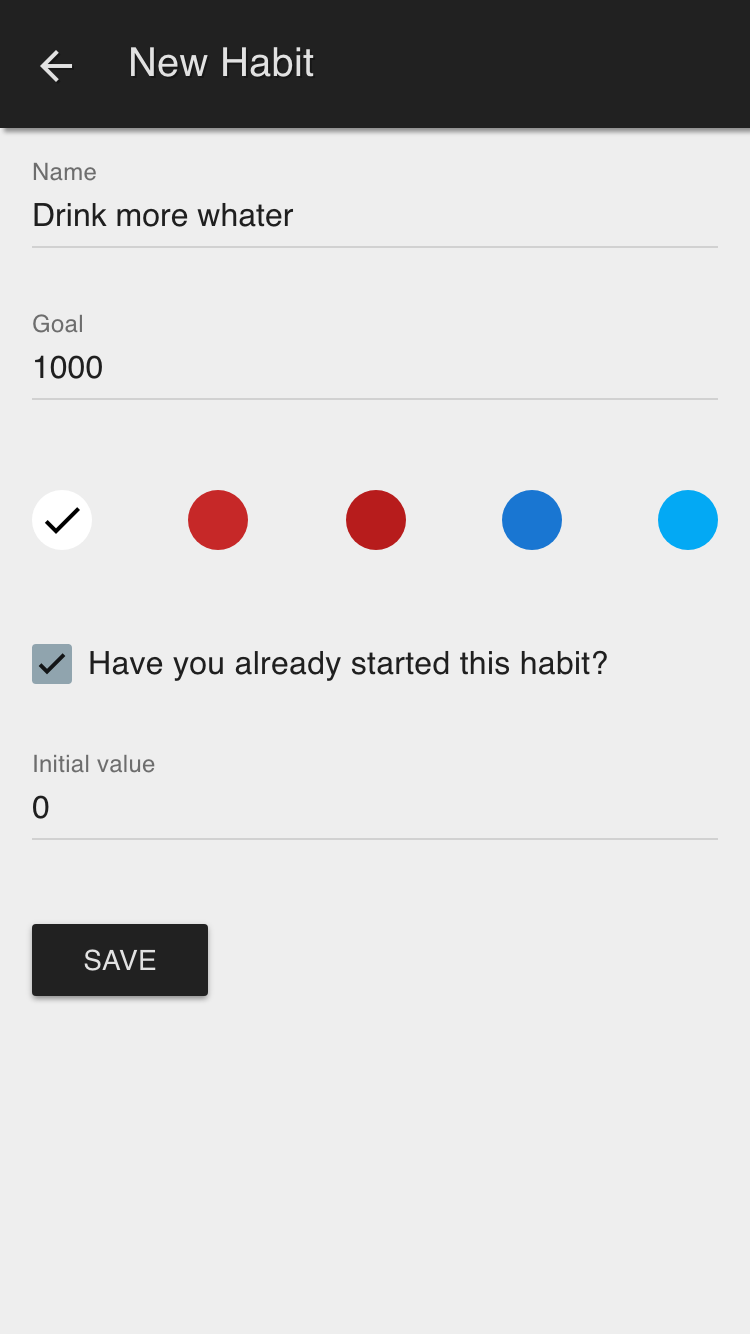 New Habit
Name
Drink more whater
Goal
1000
Have you already started this habit?
Initial value
0
SAVE